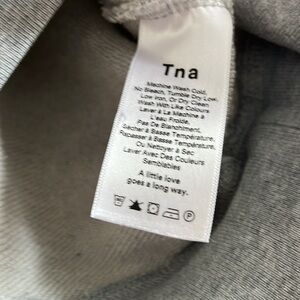 Tna
Machine Wash Cold,
No Bleach, Tumble Dry Low,
Low Iron, Or Dry Clean
Wash With Like Colours
Laver À La Machine À
L'eau Froide,
Pas De Blanchiment,
Sécher à Basse Température,
Rapasser à Basse Température
Ou Nettoyer à Sec
Laver Avec Des Couleurs
Semblables
A little love
goes a long way.
P